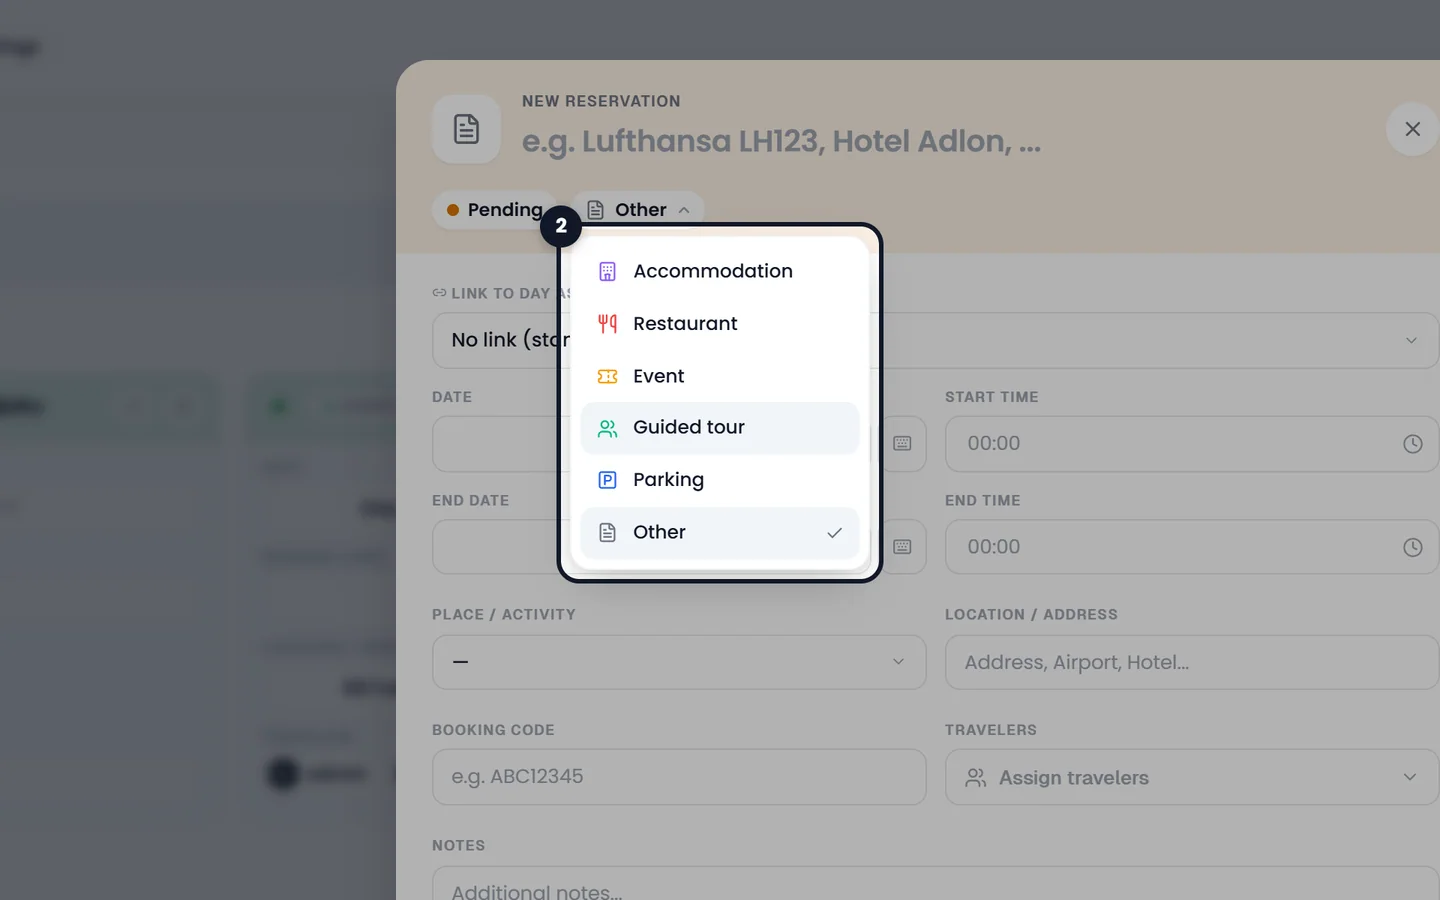 NEW RESERVATION
e.g. Lufthansa LH123, Hotel Adlon, ...
Pending
Other
2
Accommodation
Restaurant
Event
Guided tour
Parking
Other
LINK TO DAY
No link
DATE
START TIME
00:00
END DATE
END TIME
00:00
PLACE / ACTIVITY
LOCATION / ADDRESS
—
Address, Airport, Hotel...
BOOKING CODE
TRAVELERS
e.g. ABC12345
Assign travelers
NOTES
Additional notes...